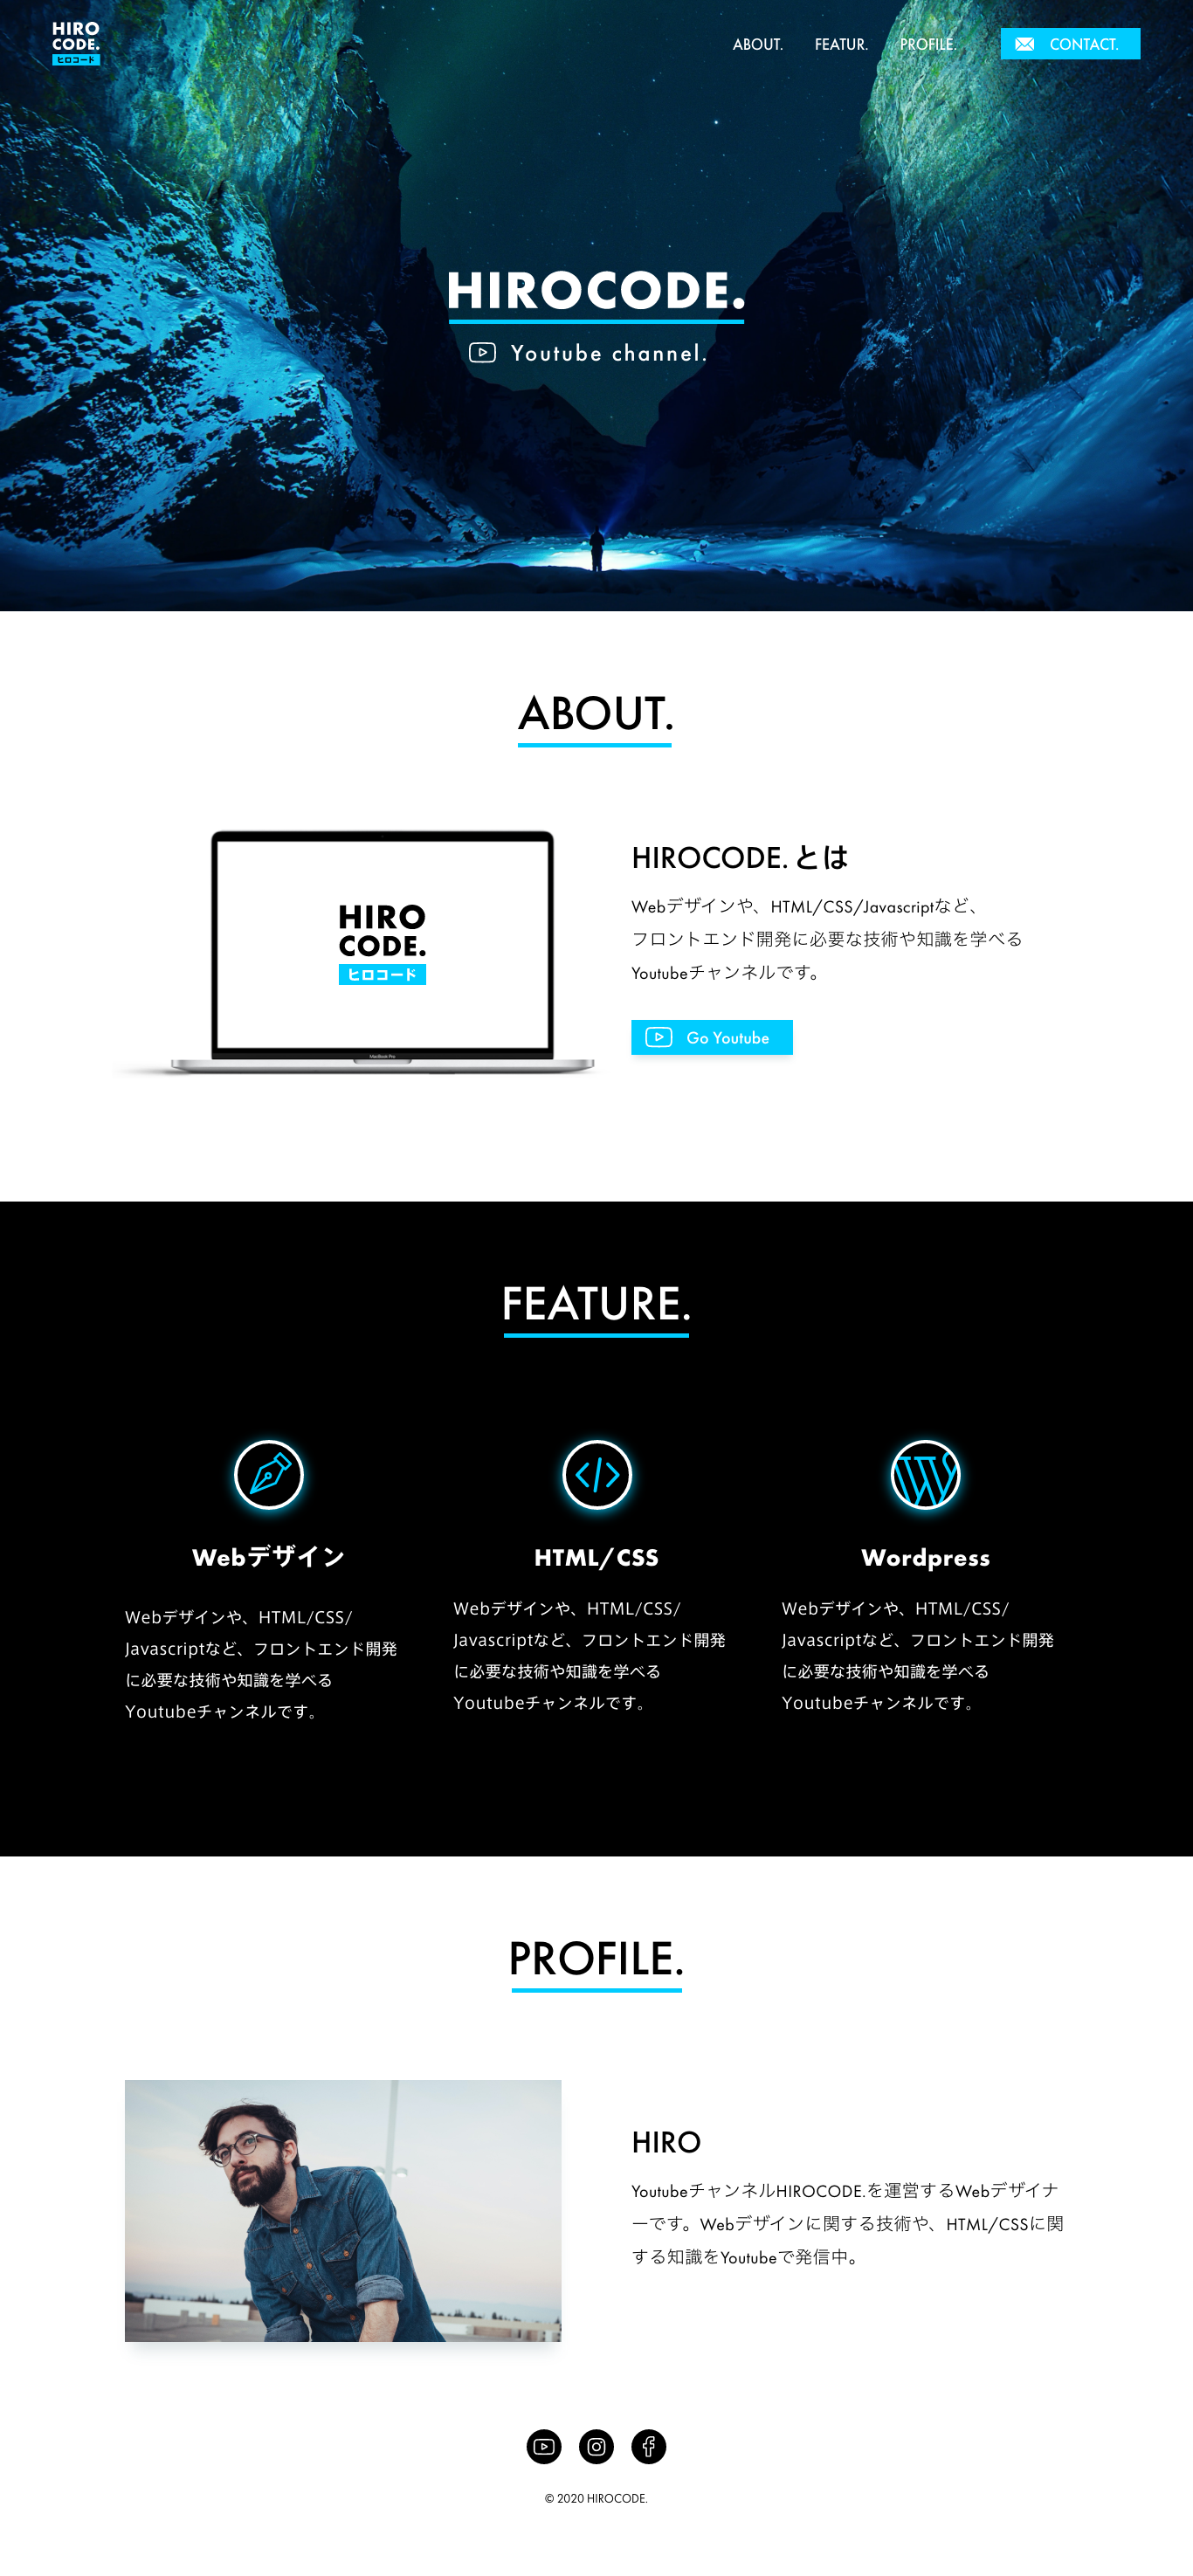 HIRO
CODE.
ヒロコード
ABOUT.
FEATUR.
PROFILE.
CONTACT.
HIROCODE.
Youtube channel.
ABOUT.
HIRO
CODE.
ヒロコード
MacBook Pro
HIROCODE. とは
Webデザインや、HTML/CSS/Javascriptなど、
フロントエンド開発に必要な技術や知識を学べる
Youtubeチャンネルです。
Go Youtube
FEATURE.
Webデザイン
Webデザインや、HTML/CSS/
Javascriptなど、フロントエンド開発
に必要な技術や知識を学べる
Youtubeチャンネルです。
HTML/CSS
Webデザインや、HTML/CSS/
Javascriptなど、フロントエンド開発
に必要な技術や知識を学べる
Youtubeチャンネルです。
Wordpress
Webデザインや、HTML/CSS/
Javascriptなど、フロントエンド開発
に必要な技術や知識を学べる
Youtubeチャンネルです。
PROFILE.
HIRO
YoutubeチャンネルHIROCODE.を運営するWebデザイナ
ーです。Webデザインに関する技術や、HTML/CSSに関
する知識をYoutubeで発信中。
© 2020 HIROCODE.